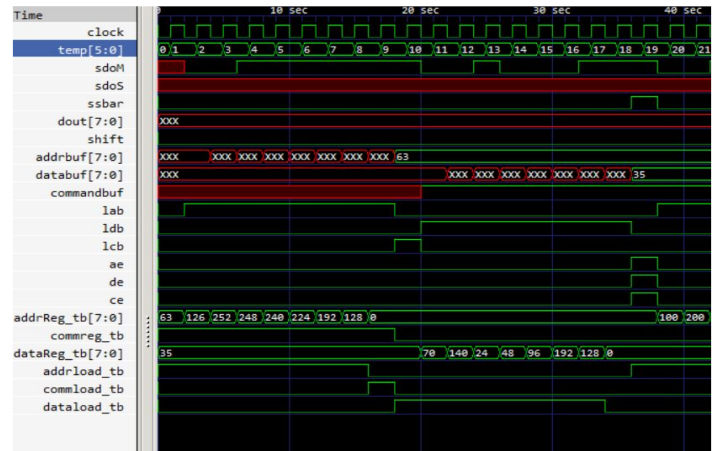 Time 0 10 sec 20 sec 30 sec 40 sec
clock
temp[5:0] 0 1 2 3 4 5 6 7 8 9 10 11 12 13 14 15 16 17 18 19 20 21
sdoM
sdoS
ssbar
dout[7:0] xxx
shift
addrbuf[7:0] xxx xxx xxx xxx xxx xxx xxx xxx 63
databuf[7:0] xxx xxx xxx xxx xxx xxx xxx xxx 35
commandbuf
lab
ldb
lcb
ae
de
ce
addrReg_tb[7:0] 63 126 252 248 240 224 192 128 0 100 200
commreg_tb
dataReg_tb[7:0] 35 70 140 24 48 96 192 128 0
addrload_tb
commload_tb
dataload_tb